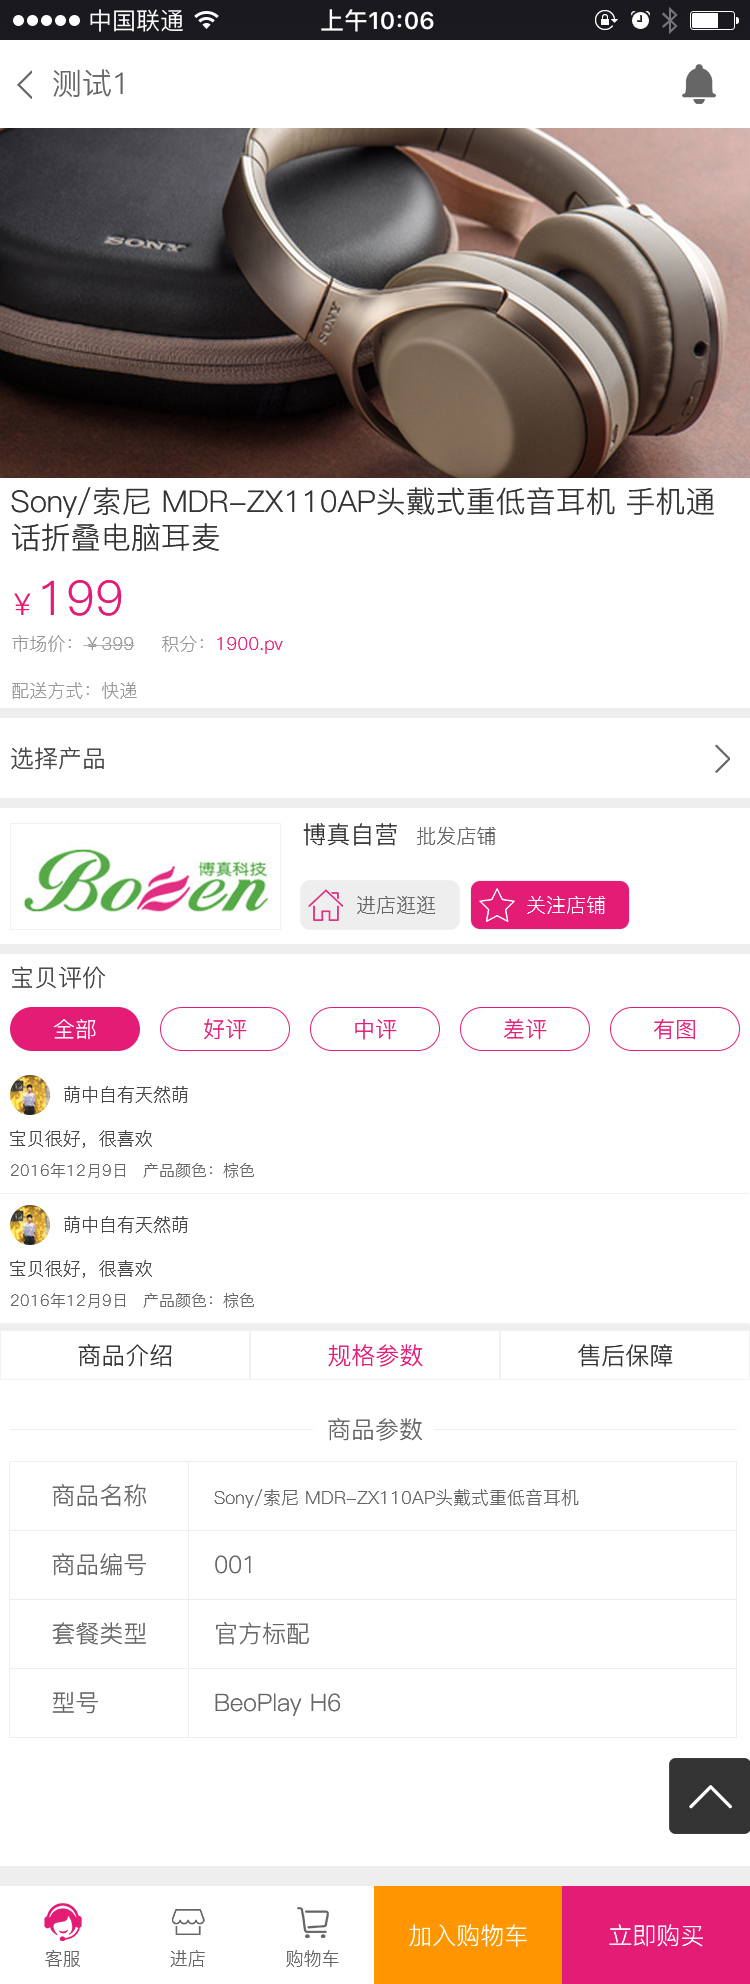 中国联通 上午10:06
测试1
SONY
SONY
Sony/索尼 MDR-ZX110AP头戴式重低音耳机 手机通
话折叠电脑耳麦
¥199
市场价：¥399 积分：1900.pv
配送方式：快递
选择产品
博真自营 批发店铺
Bozen 博真科技
进店逛逛 关注店铺
宝贝评价
全部 好评 中评 差评 有图
萌中自有天然萌
宝贝很好，很喜欢
2016年12月9日 产品颜色：棕色
萌中自有天然萌
宝贝很好，很喜欢
2016年12月9日 产品颜色：棕色
商品介绍 规格参数 售后保障
商品参数
商品名称 Sony/索尼 MDR-ZX110AP头戴式重低音耳机
商品编号 001
套餐类型 官方标配
型号 BeoPlay H6
客服 进店 购物车 加入购物车 立即购买